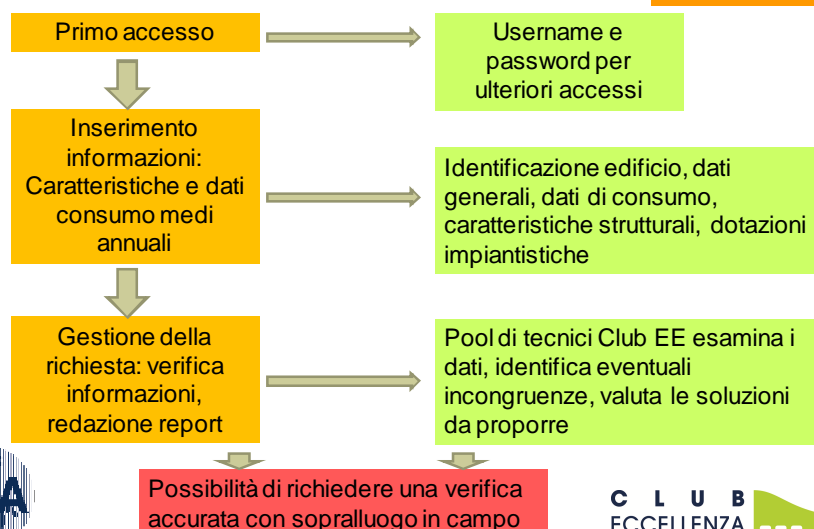 Primo accesso
Username e
password per
ulteriori accessi
Inserimento
informazioni:
Caratteristiche e dati
consumo medi
annuali
Identificazione edificio, dati
generali, dati di consumo,
caratteristiche strutturali, dotazioni
impiantistiche
Gestione della
richiesta: verifica
informazioni,
redazione report
Pool di tecnici Club EE esamina i
dati, identifica eventuali
incongruenze, valuta le soluzioni
da proporre
Possibilità di richiedere una verifica
accurata con sopralluogo in campo
A
CLUB
ECCELLENZA